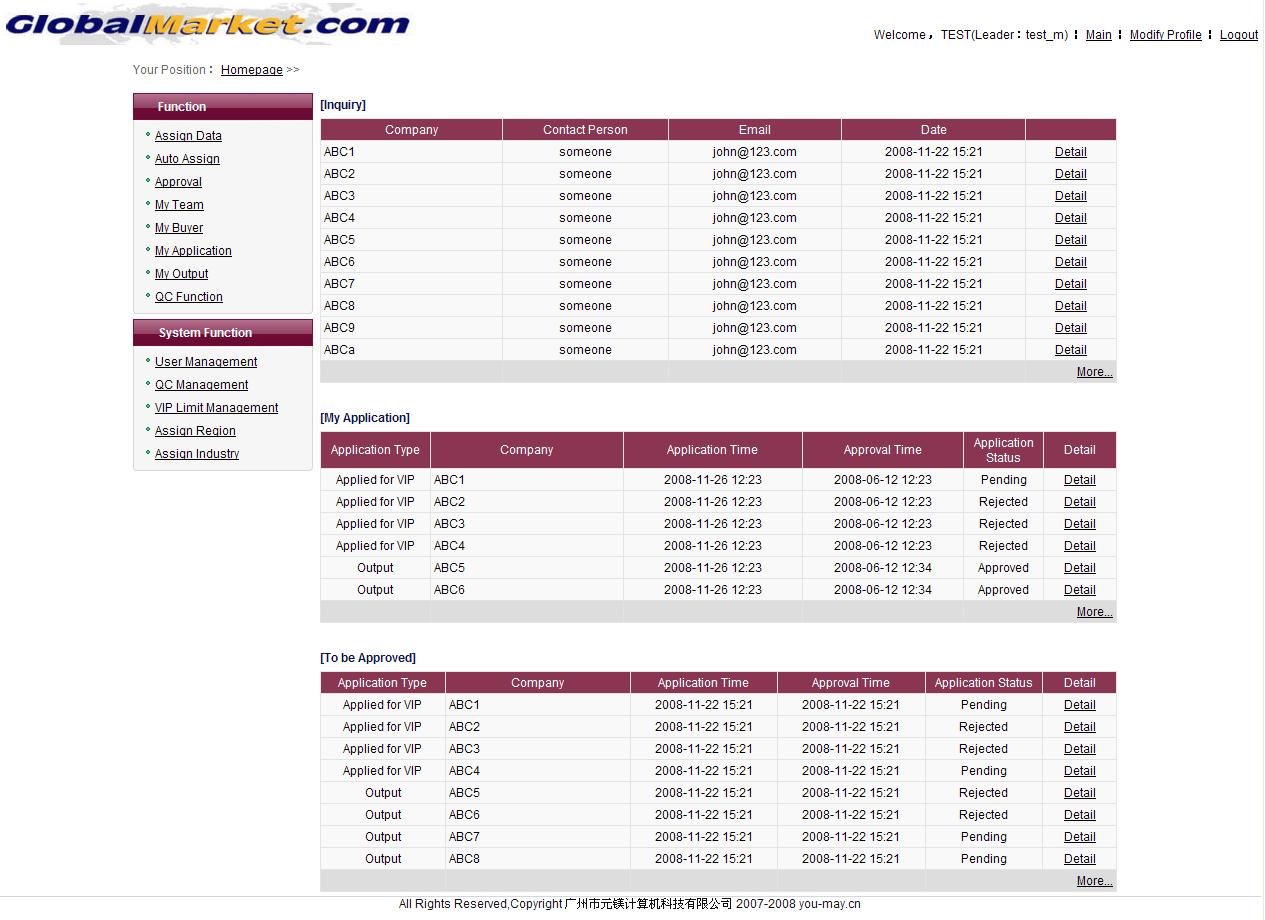 GlobalMarket.com
Welcome， TEST(Leader：test_m) ┇ Main ┇ Modify Profile ┇ Logout
Your Position： Homepage >>
Function
Assign Data
Auto Assign
Approval
My Team
My Buyer
My Application
My Output
QC Function
System Function
User Management
QC Management
VIP Limit Management
Assign Region
Assign Industry
[Inquiry]
Company Contact Person Email Date
ABC1 someone john@123.com 2008-11-22 15:21 Detail
ABC2 someone john@123.com 2008-11-22 15:21 Detail
ABC3 someone john@123.com 2008-11-22 15:21 Detail
ABC4 someone john@123.com 2008-11-22 15:21 Detail
ABC5 someone john@123.com 2008-11-22 15:21 Detail
ABC6 someone john@123.com 2008-11-22 15:21 Detail
ABC7 someone john@123.com 2008-11-22 15:21 Detail
ABC8 someone john@123.com 2008-11-22 15:21 Detail
ABC9 someone john@123.com 2008-11-22 15:21 Detail
ABCa someone john@123.com 2008-11-22 15:21 Detail
More...
[My Application]
Application Type Company Application Time Approval Time Application Status Detail
Applied for VIP ABC1 2008-11-26 12:23 2008-06-12 12:23 Pending Detail
Applied for VIP ABC2 2008-11-26 12:23 2008-06-12 12:23 Rejected Detail
Applied for VIP ABC3 2008-11-26 12:23 2008-06-12 12:23 Rejected Detail
Applied for VIP ABC4 2008-11-26 12:23 2008-06-12 12:23 Rejected Detail
Output ABC5 2008-11-26 12:23 2008-06-12 12:34 Approved Detail
Output ABC6 2008-11-26 12:23 2008-06-12 12:34 Approved Detail
More...
[To be Approved]
Application Type Company Application Time Approval Time Application Status Detail
Applied for VIP ABC1 2008-11-22 15:21 2008-11-22 15:21 Pending Detail
Applied for VIP ABC2 2008-11-22 15:21 2008-11-22 15:21 Rejected Detail
Applied for VIP ABC3 2008-11-22 15:21 2008-11-22 15:21 Rejected Detail
Applied for VIP ABC4 2008-11-22 15:21 2008-11-22 15:21 Pending Detail
Output ABC5 2008-11-22 15:21 2008-11-22 15:21 Rejected Detail
Output ABC6 2008-11-22 15:21 2008-11-22 15:21 Rejected Detail
Output ABC7 2008-11-22 15:21 2008-11-22 15:21 Pending Detail
Output ABC8 2008-11-22 15:21 2008-11-22 15:21 Pending Detail
More...
All Rights Reserved,Copyright 广州市元镁计算机科技有限公司 2007-2008 you-may.cn